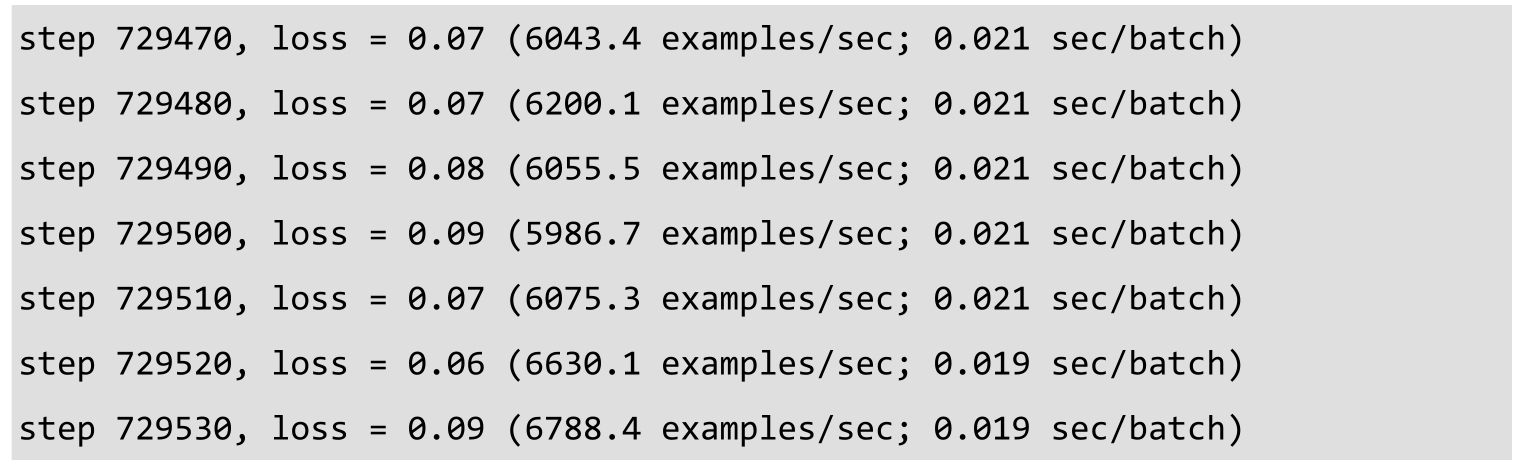 step 729470, loss = 0.07 (6043.4 examples/sec; 0.021 sec/batch)
step 729480, loss = 0.07 (6200.1 examples/sec; 0.021 sec/batch)
step 729490, loss = 0.08 (6055.5 examples/sec; 0.021 sec/batch)
step 729500, loss = 0.09 (5986.7 examples/sec; 0.021 sec/batch)
step 729510, loss = 0.07 (6075.3 examples/sec; 0.021 sec/batch)
step 729520, loss = 0.06 (6630.1 examples/sec; 0.019 sec/batch)
step 729530, loss = 0.09 (6788.4 examples/sec; 0.019 sec/batch)